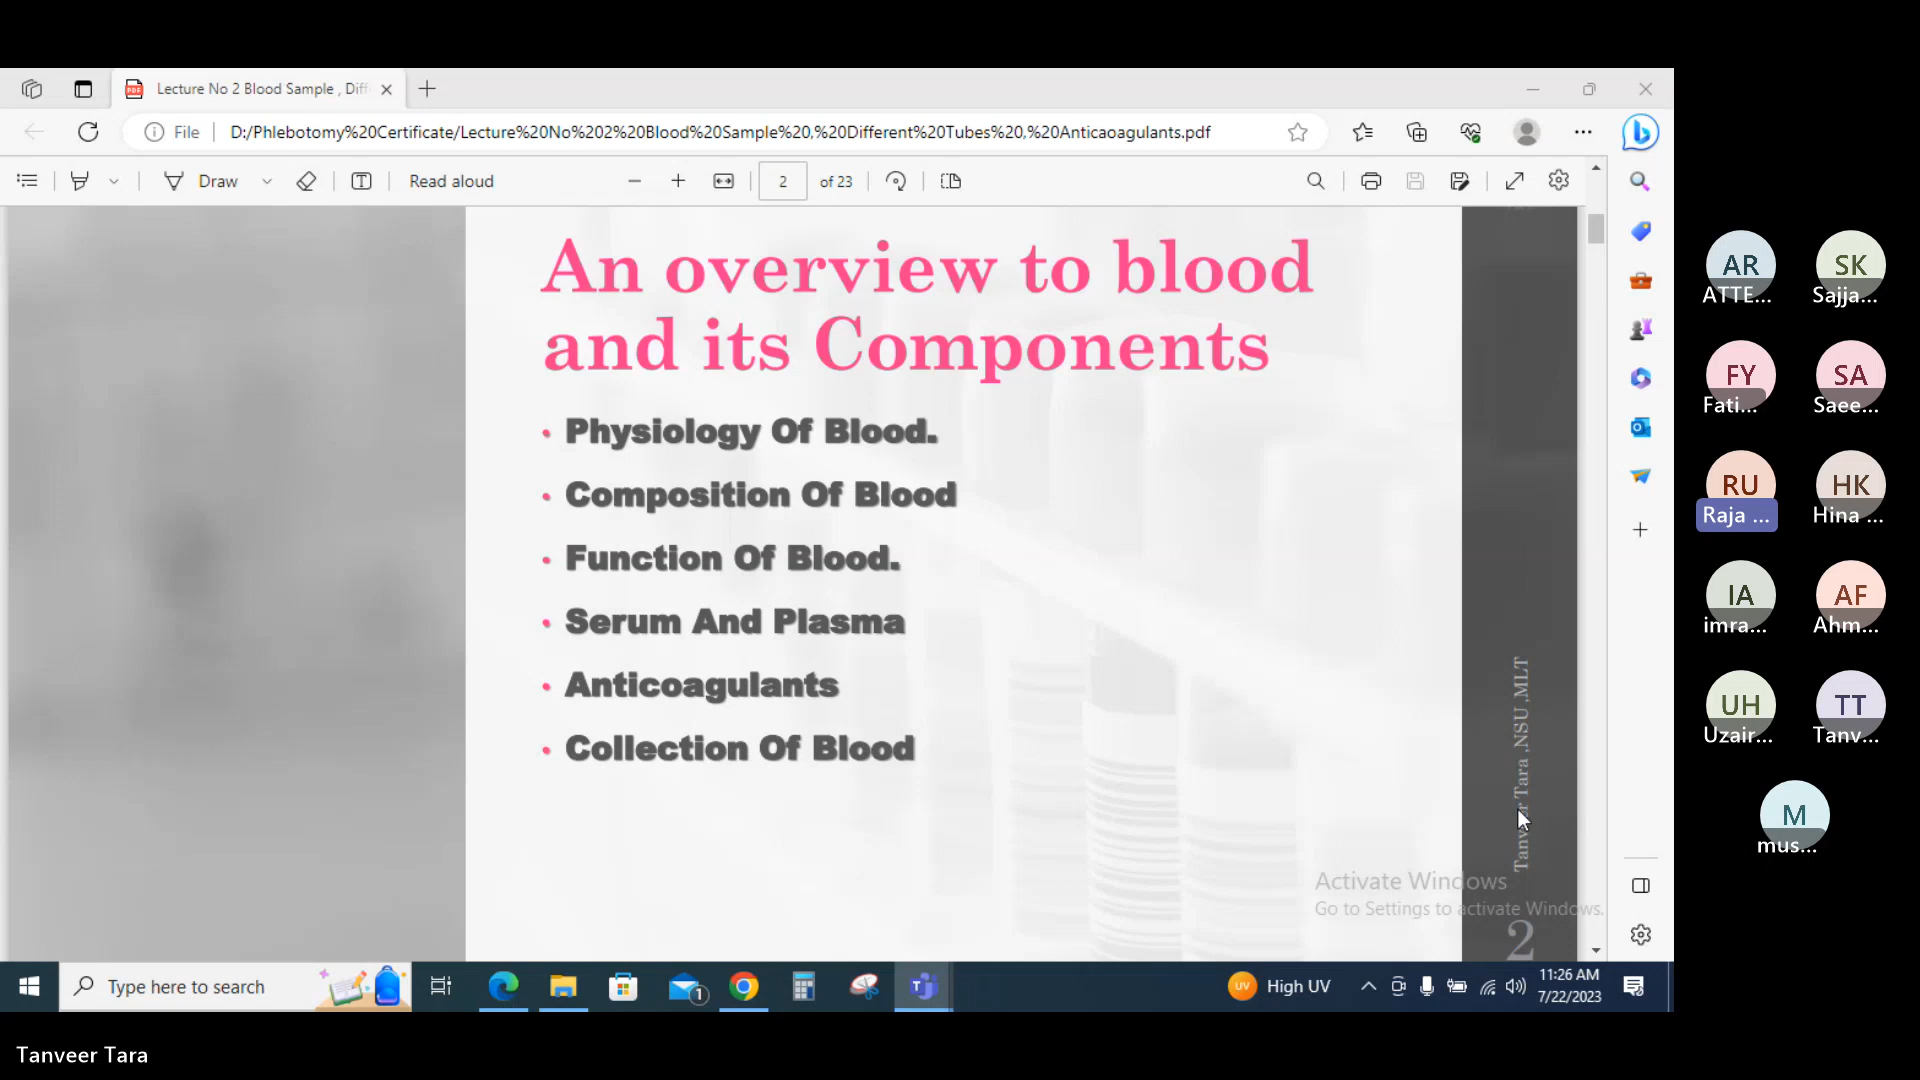 Lecture No 2 Blood Sample , Diff
File
D:/Phlebotomy%20Certificate/Lecture%20No%202%20Blood%20Sample%20,%20Different%20Tubes%20,%20Anticaoagulants.pdf
Draw
Read aloud
2
of 23
An overview to blood
and its Components
• Physiology Of Blood.
• Composition Of Blood
• Function Of Blood.
• Serum And Plasma
• Anticoagulants
• Collection Of Blood
Tanveer Tara ,NSU ,MLT
2
Activate Windows
Go to Settings to activate Windows.
AR
ATTE...
SK
Sajja...
FY
Fati...
SA
Saee...
RU
Raja ...
HK
Hina ...
IA
imra...
AF
Ahm...
UH
Uzair...
TT
Tanv...
M
mus...
Type here to search
1
UV
High UV
11:26 AM
7/22/2023
Tanveer Tara